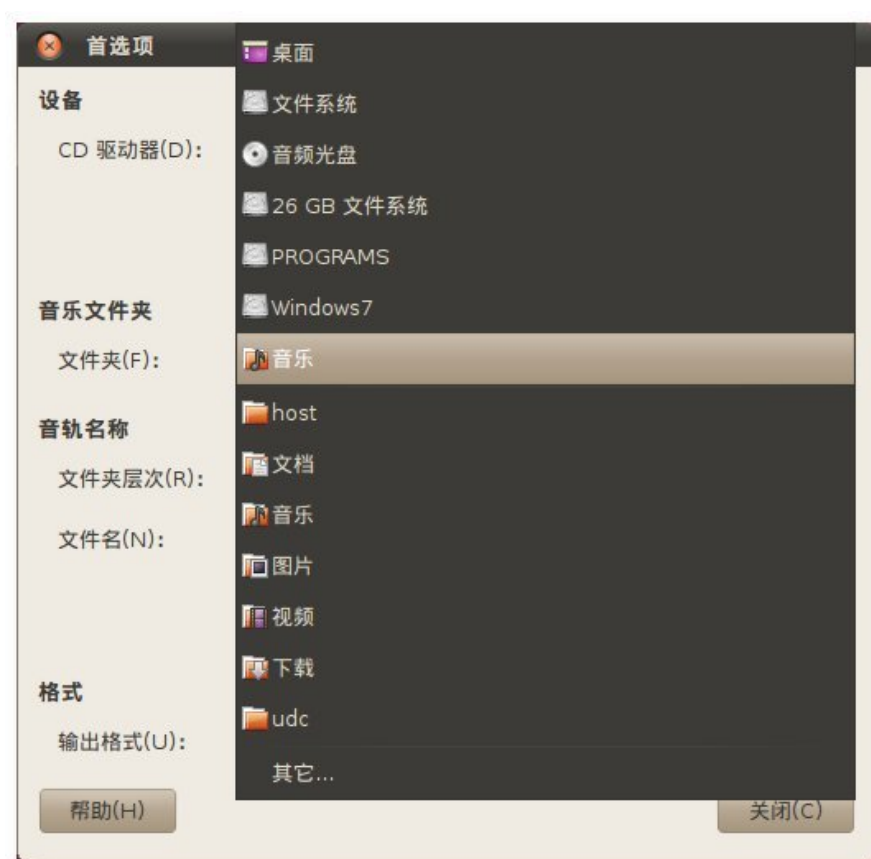 首选项
设备
CD 驱动器(D):
音乐文件夹
文件夹(F):
音轨名称
文件夹层次(R):
文件名(N):
格式
输出格式(U):
帮助(H)
桌面
文件系统
音频光盘
26 GB 文件系统
PROGRAMS
Windows7
音乐
host
文档
音乐
图片
视频
下载
udc
其它...
关闭(C)